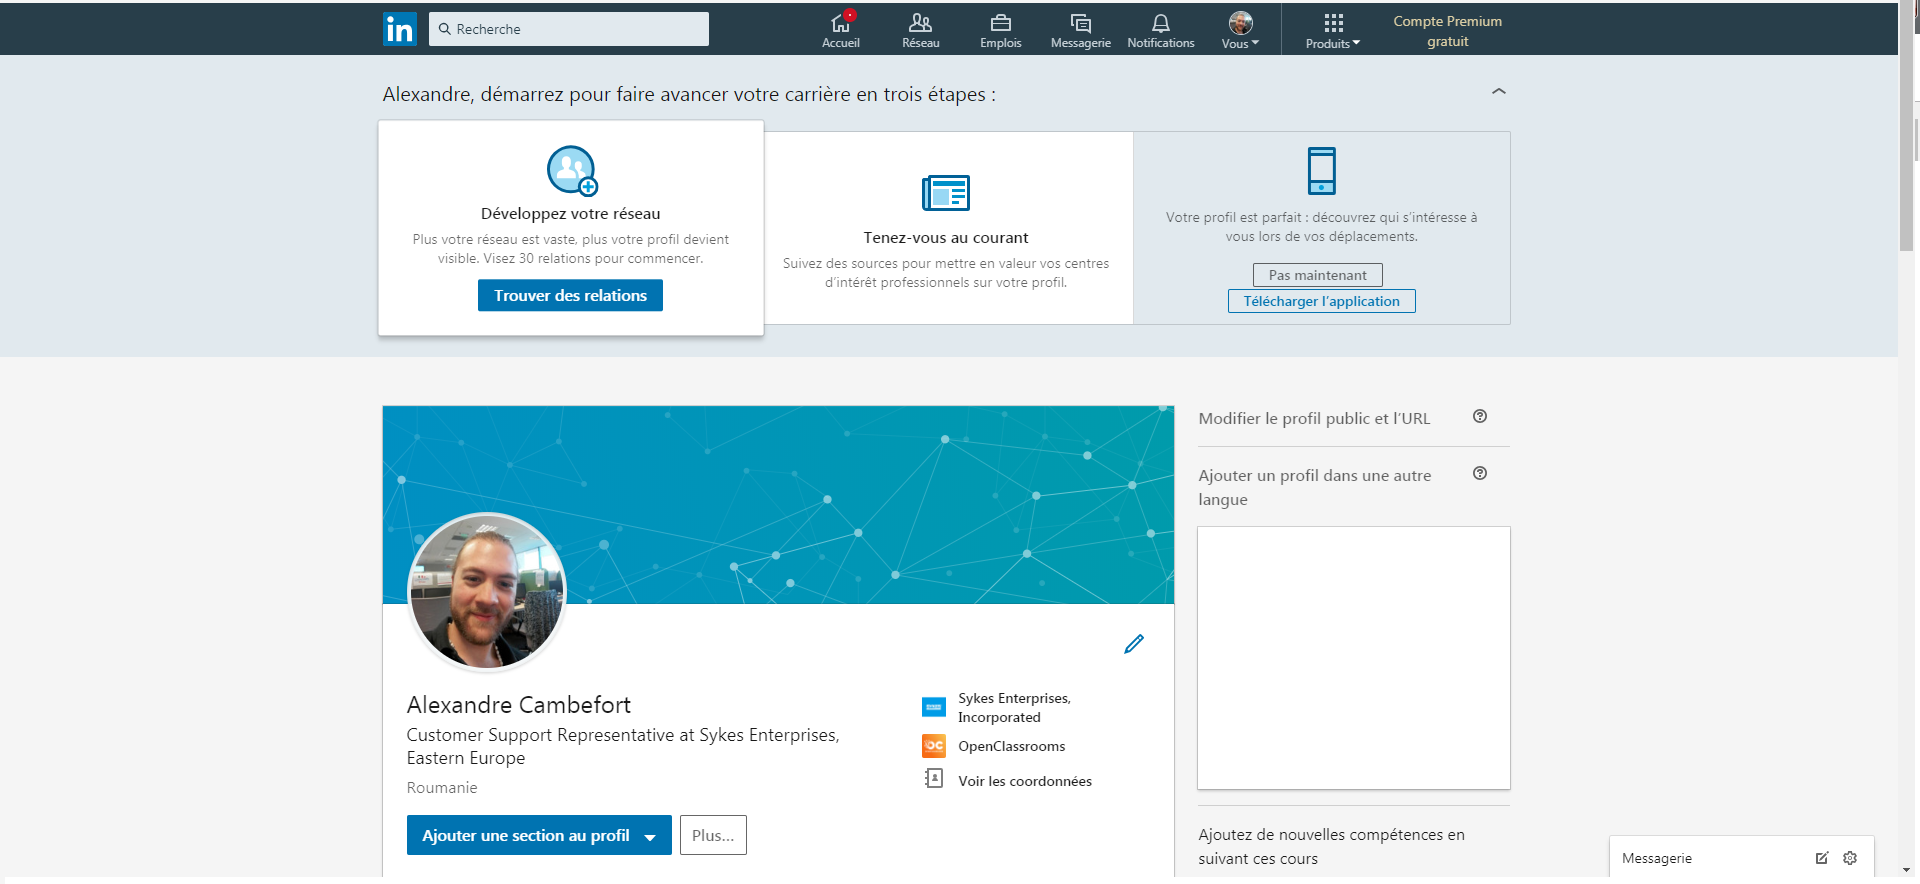 in
Recherche
Accueil
Réseau
Emplois
Messagerie
Notifications
Vous
Produits
Compte Premium
gratuit
Alexandre, démarrez pour faire avancer votre carrière en trois étapes :
Développez votre réseau
Plus votre réseau est vaste, plus votre profil devient
visible. Visez 30 relations pour commencer.
Trouver des relations
Tenez-vous au courant
Suivez des sources pour mettre en valeur vos centres
d’intérêt professionnels sur votre profil.
Votre profil est parfait : découvrez qui s’intéresse à
vous lors de vos déplacements.
Pas maintenant
Télécharger l’application
Alexandre Cambefort
Customer Support Representative at Sykes Enterprises,
Eastern Europe
Roumanie
Ajouter une section au profil
Plus...
Sykes Enterprises,
Incorporated
OC
OpenClassrooms
Voir les coordonnées
Modifier le profil public et l’URL
Ajouter un profil dans une autre
langue
Ajoutez de nouvelles compétences en
suivant ces cours
Messagerie